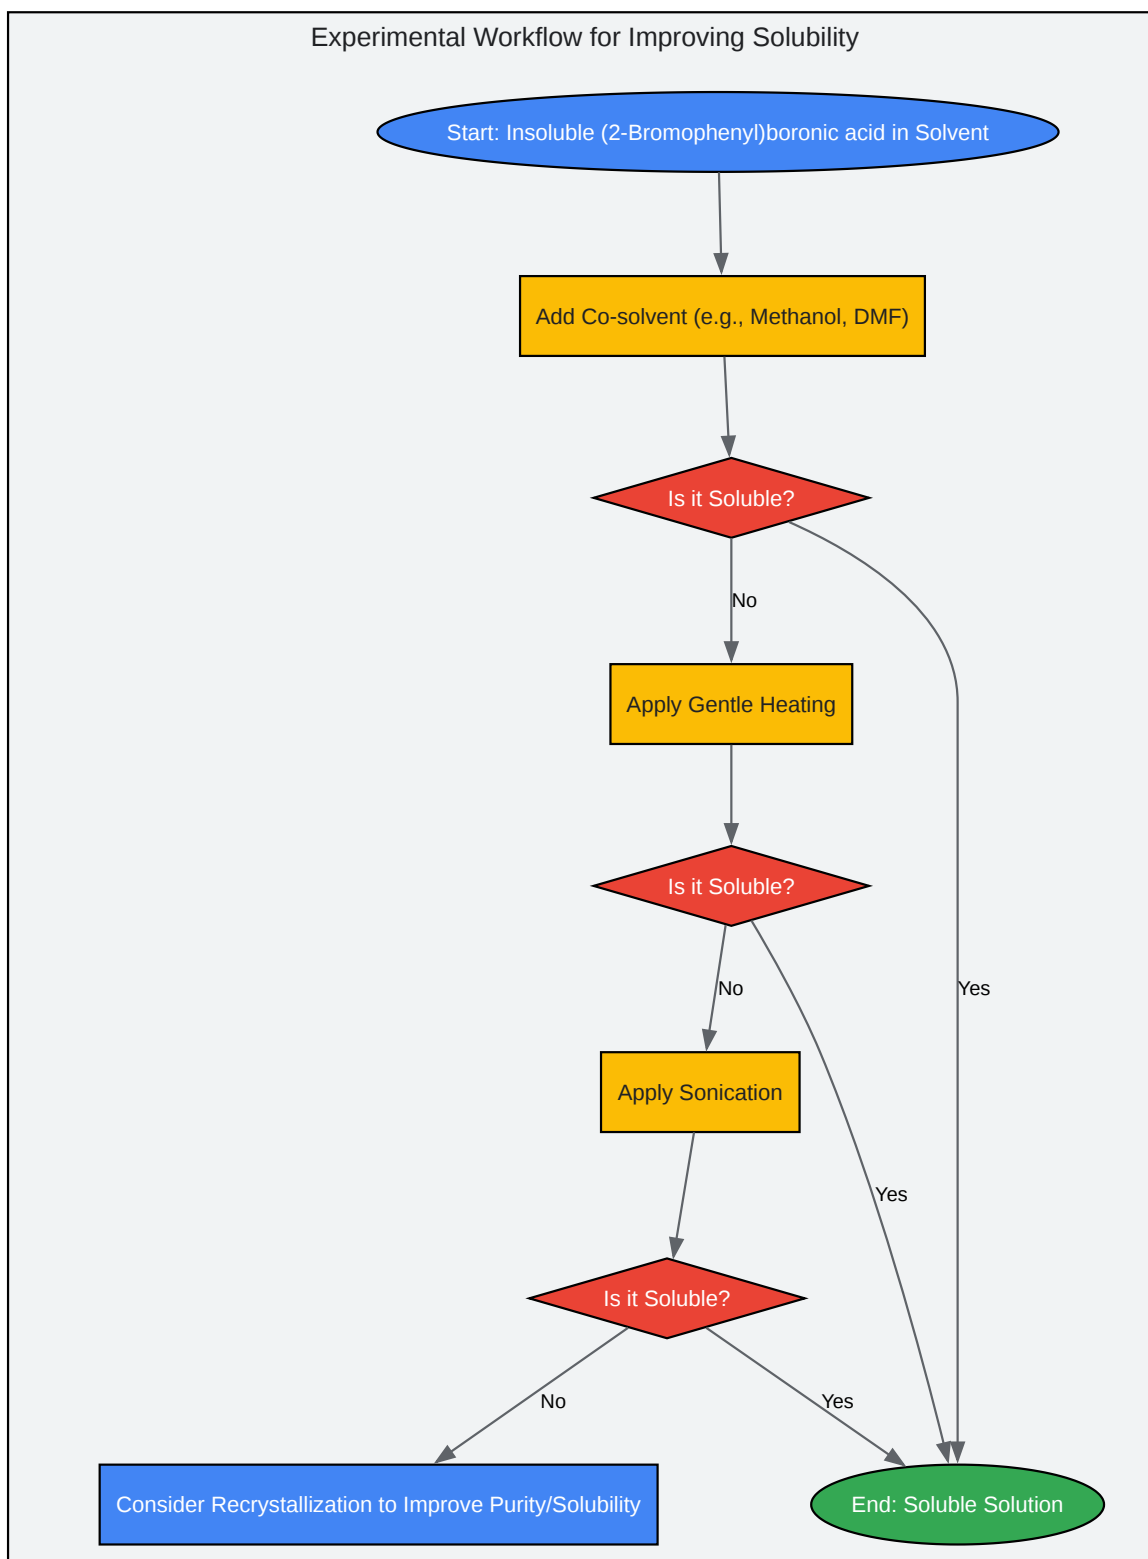 Experimental Workflow for Improving Solubility
Start: Insoluble (2-Bromophenyl)boronic acid in Solvent
Add Co-solvent (e.g., Methanol, DMF)
Is it Soluble?
No
Apply Gentle Heating
Is it Soluble?
No
Yes
Apply Sonication
Yes
Is it Soluble?
No
Yes
Consider Recrystallization to Improve Purity/Solubility
End: Soluble Solution